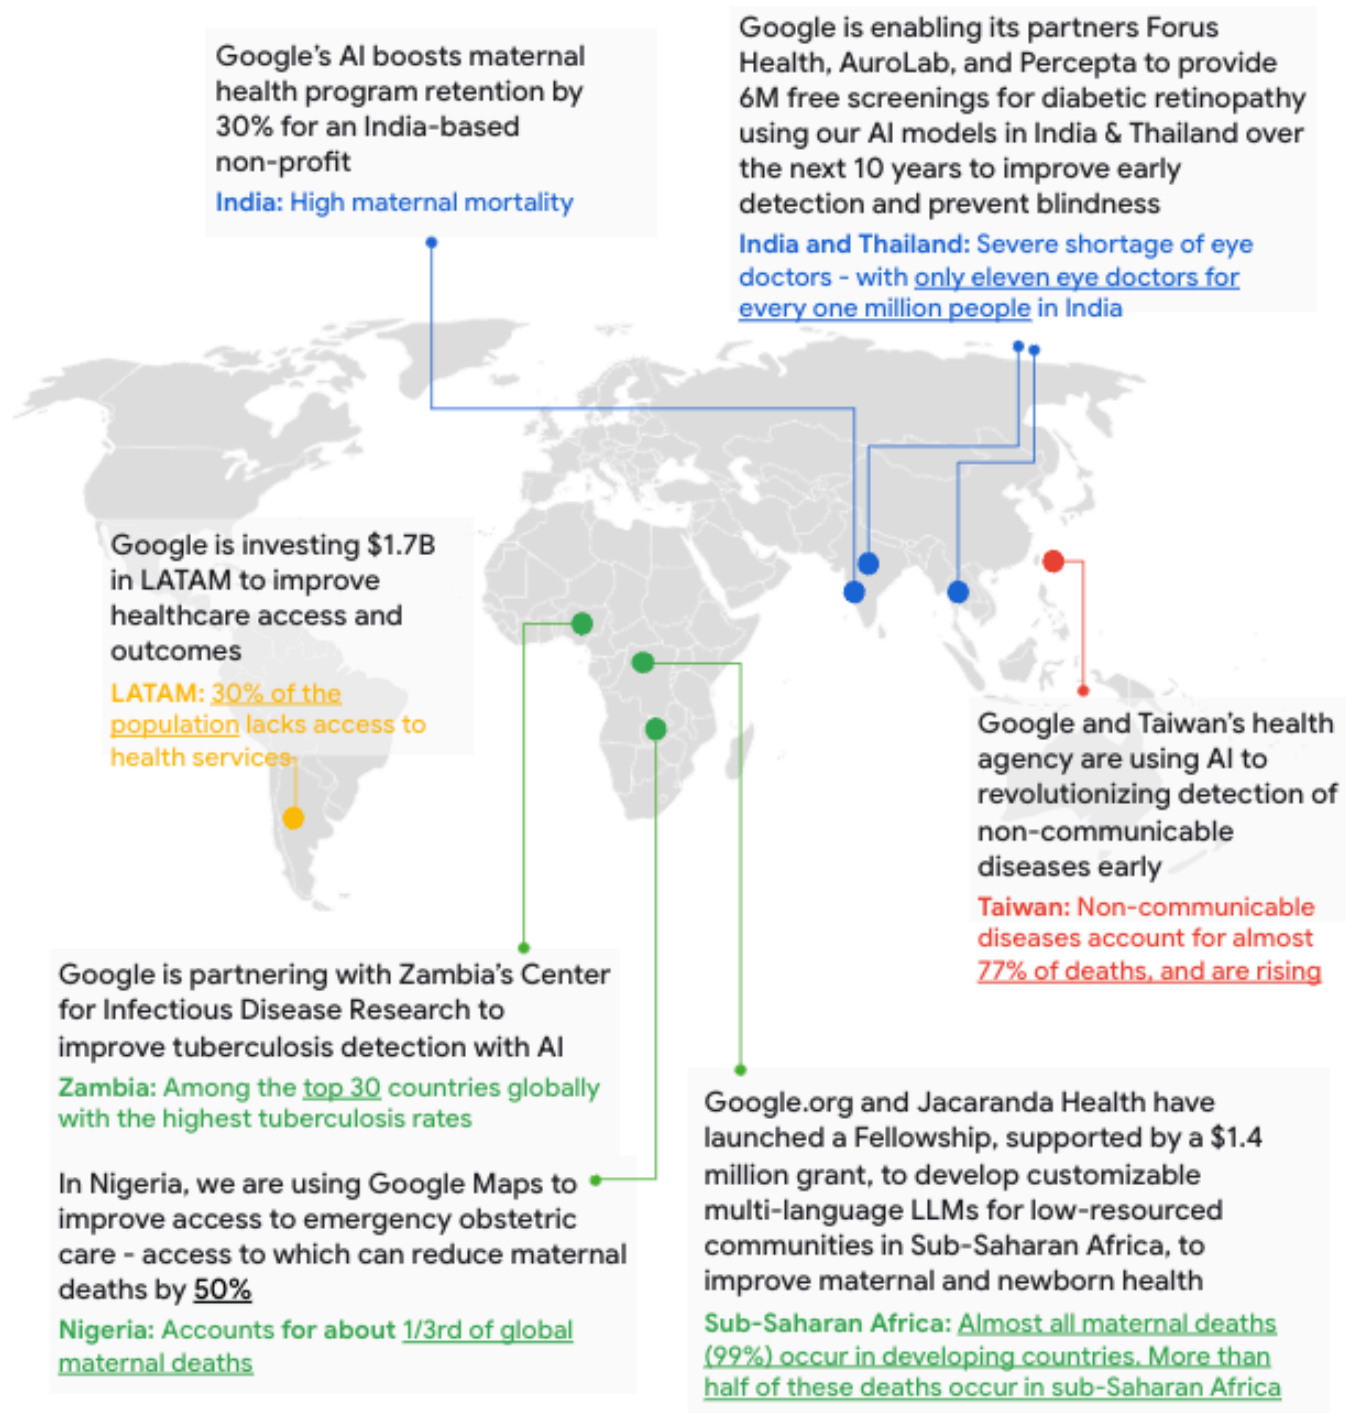 Google’s AI boosts maternal
health program retention by
30% for an India-based
non-profit
India: High maternal mortality
Google is enabling its partners Forus
Health, AuroLab, and Percepta to provide
6M free screenings for diabetic retinopathy
using our AI models in India & Thailand over
the next 10 years to improve early
detection and prevent blindness
India and Thailand: Severe shortage of eye
doctors - with only eleven eye doctors for
every one million people in India
Google is investing $1.7B
in LATAM to improve
healthcare access and
outcomes
LATAM: 30% of the
population lacks access to
health services
Google and Taiwan’s health
agency are using AI to
revolutionizing detection of
non-communicable
diseases early
Taiwan: Non-communicable
diseases account for almost
77% of deaths, and are rising
Google is partnering with Zambia’s Center
for Infectious Disease Research to
improve tuberculosis detection with AI
Zambia: Among the top 30 countries globally
with the highest tuberculosis rates
In Nigeria, we are using Google Maps to
improve access to emergency obstetric
care - access to which can reduce maternal
deaths by 50%
Nigeria: Accounts for about 1/3rd of global
maternal deaths
Google.org and Jacaranda Health have
launched a Fellowship, supported by a $1.4
million grant, to develop customizable
multi-language LLMs for low-resourced
communities in Sub-Saharan Africa, to
improve maternal and newborn health
Sub-Saharan Africa: Almost all maternal deaths
(99%) occur in developing countries. More than
half of these deaths occur in sub-Saharan Africa